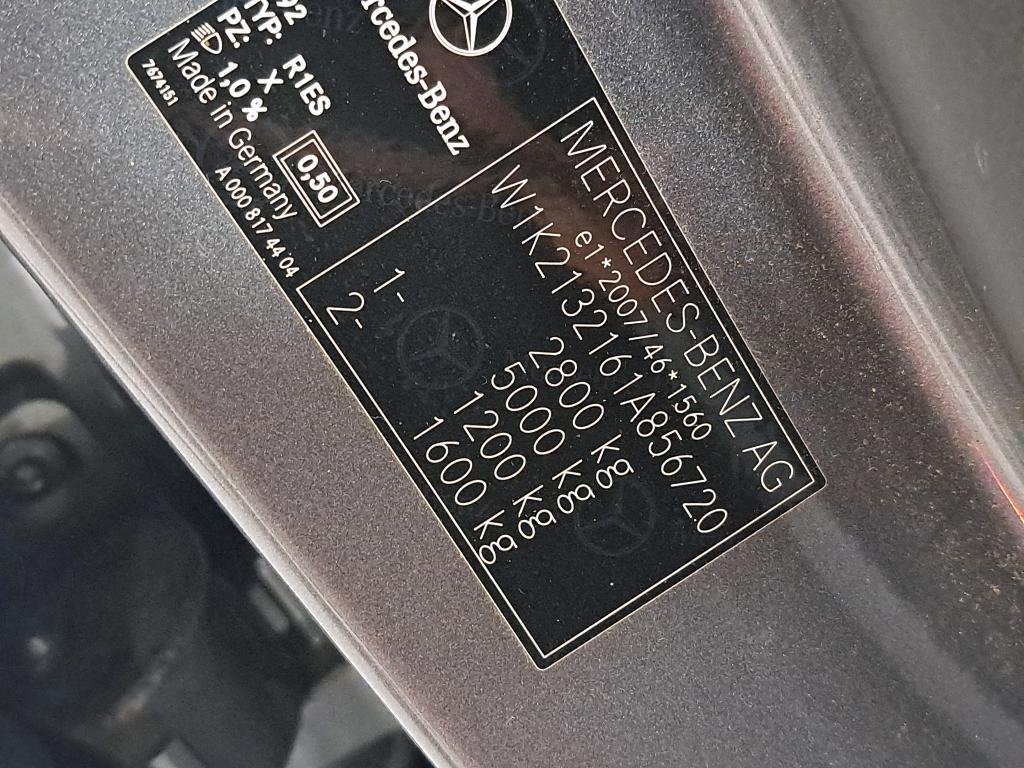 Mercedes-Benz
92
TYP: R1ES
PZ: X
1,0 %
0.50
Made in Germany
7674151
A 000 817 44 04
MERCEDES-BENZ AG
e1*2007/46*1560
W1K2132161A856720
2800 kg
5000 kg
1- 1200 kg
2- 1600 kg